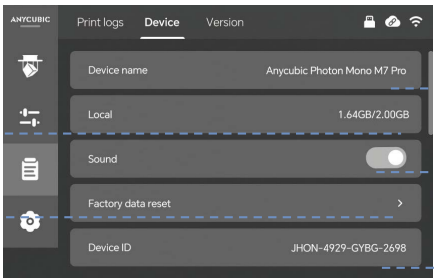 ANYCUBIC
Print logs Device Version
Device name Anycubic Photon Mono M7 Pro
Local 1.64GB/2.00GB
Sound
Factory data reset >
Device ID JHON-4929-GYBG-2698